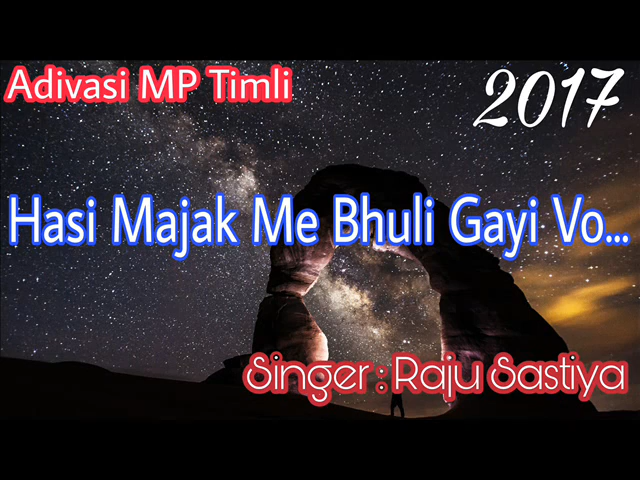 Adivasi MP Timli
2017
Hasi Majak Me Bhuli Gayi Vo...
Singer : Raju Sastiya